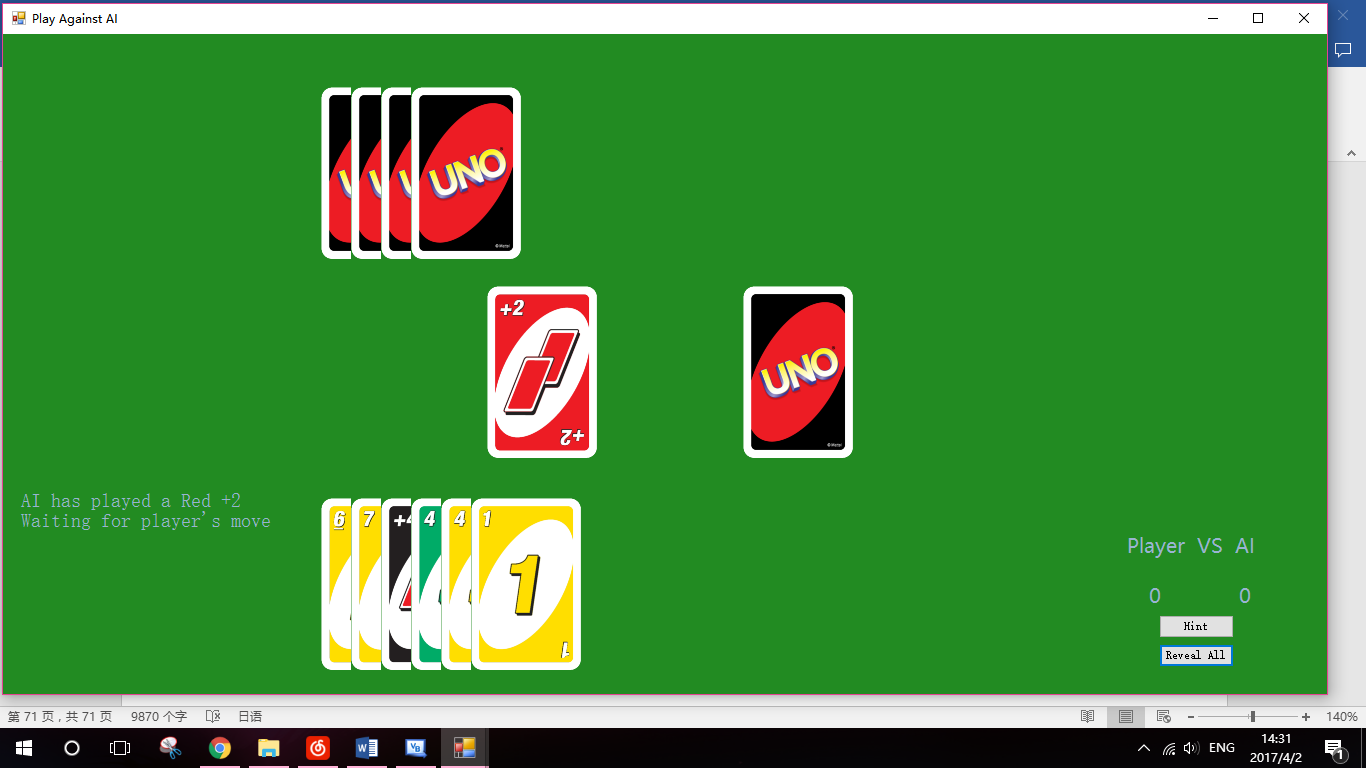 Play Against AI
UNO
+2
+2
UNO
AI has played a Red +2
Waiting for player's move
6 7 +4 4 4 1
1
1
Player VS AI
0 0
Hint
Reveal All
第 71 页，共 71 页 9870 个字 日语 140%
ENG
14:31
2017/4/2
1